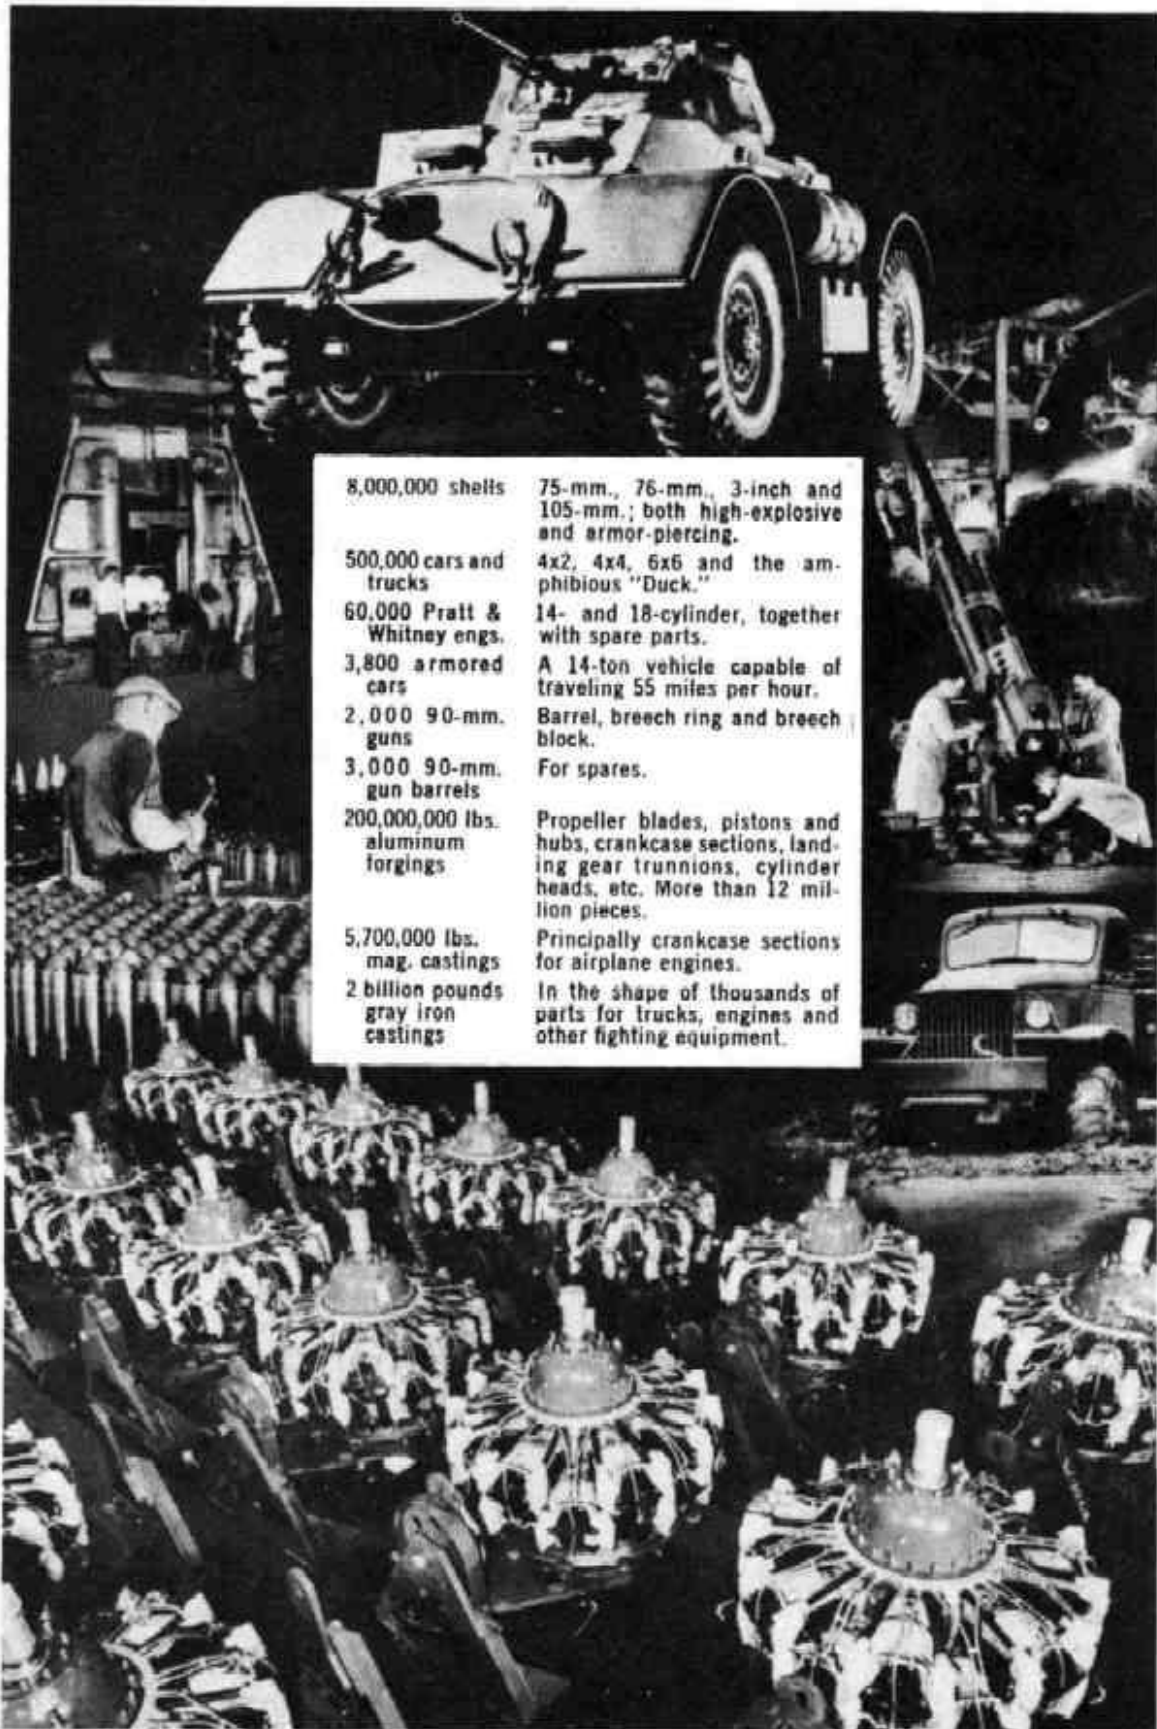 8,000,000 shells 75-mm., 76-mm., 3-inch and
105-mm.; both high-explosive
and armor-piercing.
500,000 cars and 4x2, 4x4, 6x6 and the am-
trucks phibious "Duck."
60,000 Pratt & 14- and 18-cylinder, together
Whitney engs. with spare parts.
3,800 armored A 14-ton vehicle capable of
cars traveling 55 miles per hour.
2,000 90-mm. Barrel, breech ring and breech
guns block.
3,000 90-mm. For spares.
gun barrels
200,000,000 lbs. Propeller blades, pistons and
aluminum hubs, crankcase sections, land-
forgings ing gear trunnions, cylinder
heads, etc. More than 12 mil-
lion pieces.
5,700,000 lbs. Principally crankcase sections
mag. castings for airplane engines.
2 billion pounds In the shape of thousands of
gray iron parts for trucks, engines and
castings other fighting equipment.